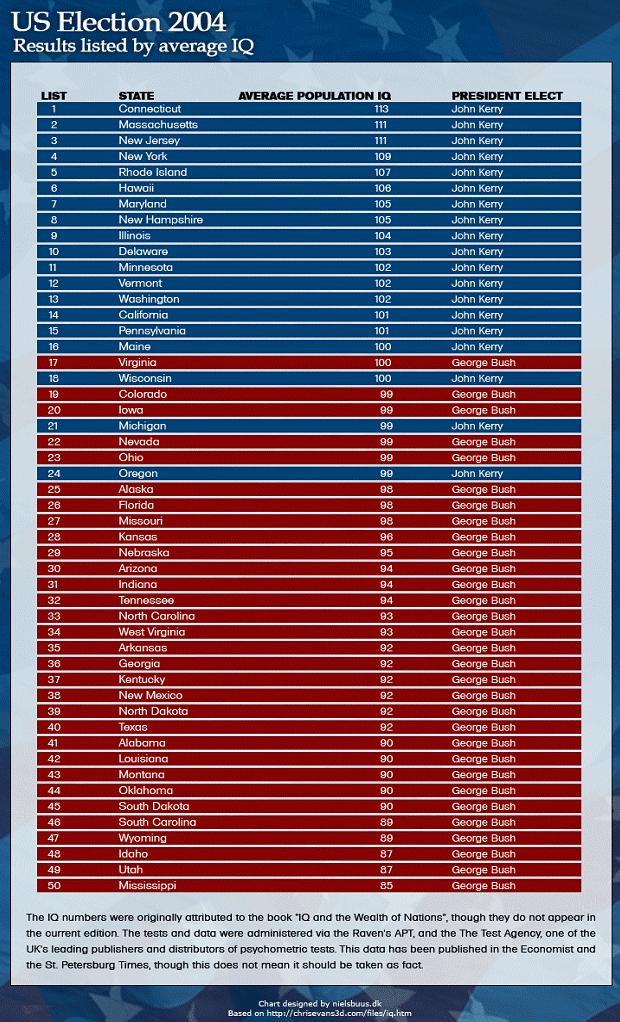 US Election 2004
Results listed by average IQ
LIST STATE AVERAGE POPULATION IQ PRESIDENT ELECT
1 Connecticut 113 John Kerry
2 Massachusetts 111 John Kerry
3 New Jersey 111 John Kerry
4 New York 109 John Kerry
5 Rhode Island 107 John Kerry
6 Hawaii 106 John Kerry
7 Maryland 105 John Kerry
8 New Hampshire 105 John Kerry
9 Illinois 104 John Kerry
10 Delaware 103 John Kerry
11 Minnesota 102 John Kerry
12 Vermont 102 John Kerry
13 Washington 102 John Kerry
14 California 101 John Kerry
15 Pennsylvania 101 John Kerry
16 Maine 100 John Kerry
17 Virginia 100 George Bush
18 Wisconsin 100 John Kerry
19 Colorado 99 George Bush
20 Iowa 99 George Bush
21 Michigan 99 John Kerry
22 Nevada 99 George Bush
23 Ohio 99 George Bush
24 Oregon 99 John Kerry
25 Alaska 98 George Bush
26 Florida 98 George Bush
27 Missouri 98 George Bush
28 Kansas 96 George Bush
29 Nebraska 95 George Bush
30 Arizona 94 George Bush
31 Indiana 94 George Bush
32 Tennessee 94 George Bush
33 North Carolina 93 George Bush
34 West Virginia 93 George Bush
35 Arkansas 92 George Bush
36 Georgia 92 George Bush
37 Kentucky 92 George Bush
38 New Mexico 92 George Bush
39 North Dakota 92 George Bush
40 Texas 92 George Bush
41 Alabama 90 George Bush
42 Louisiana 90 George Bush
43 Montana 90 George Bush
44 Oklahoma 90 George Bush
45 South Dakota 90 George Bush
46 South Carolina 89 George Bush
47 Wyoming 89 George Bush
48 Idaho 87 George Bush
49 Utah 87 George Bush
50 Mississippi 85 George Bush
The IQ numbers were originally attributed to the book "IQ and the Wealth of Nations", though they do not appear in
the current edition. The tests and data were administered via the Raven's APT, and the The Test Agency, one of the
UK's leading publishers and distributors of psychometric tests. This data has been published in the Economist and
the St. Petersburg Times, though this does not mean it should be taken as fact.
Chart designed by nielsbuus.dk
Based on http://chrisevans3d.com/files/iq.htm